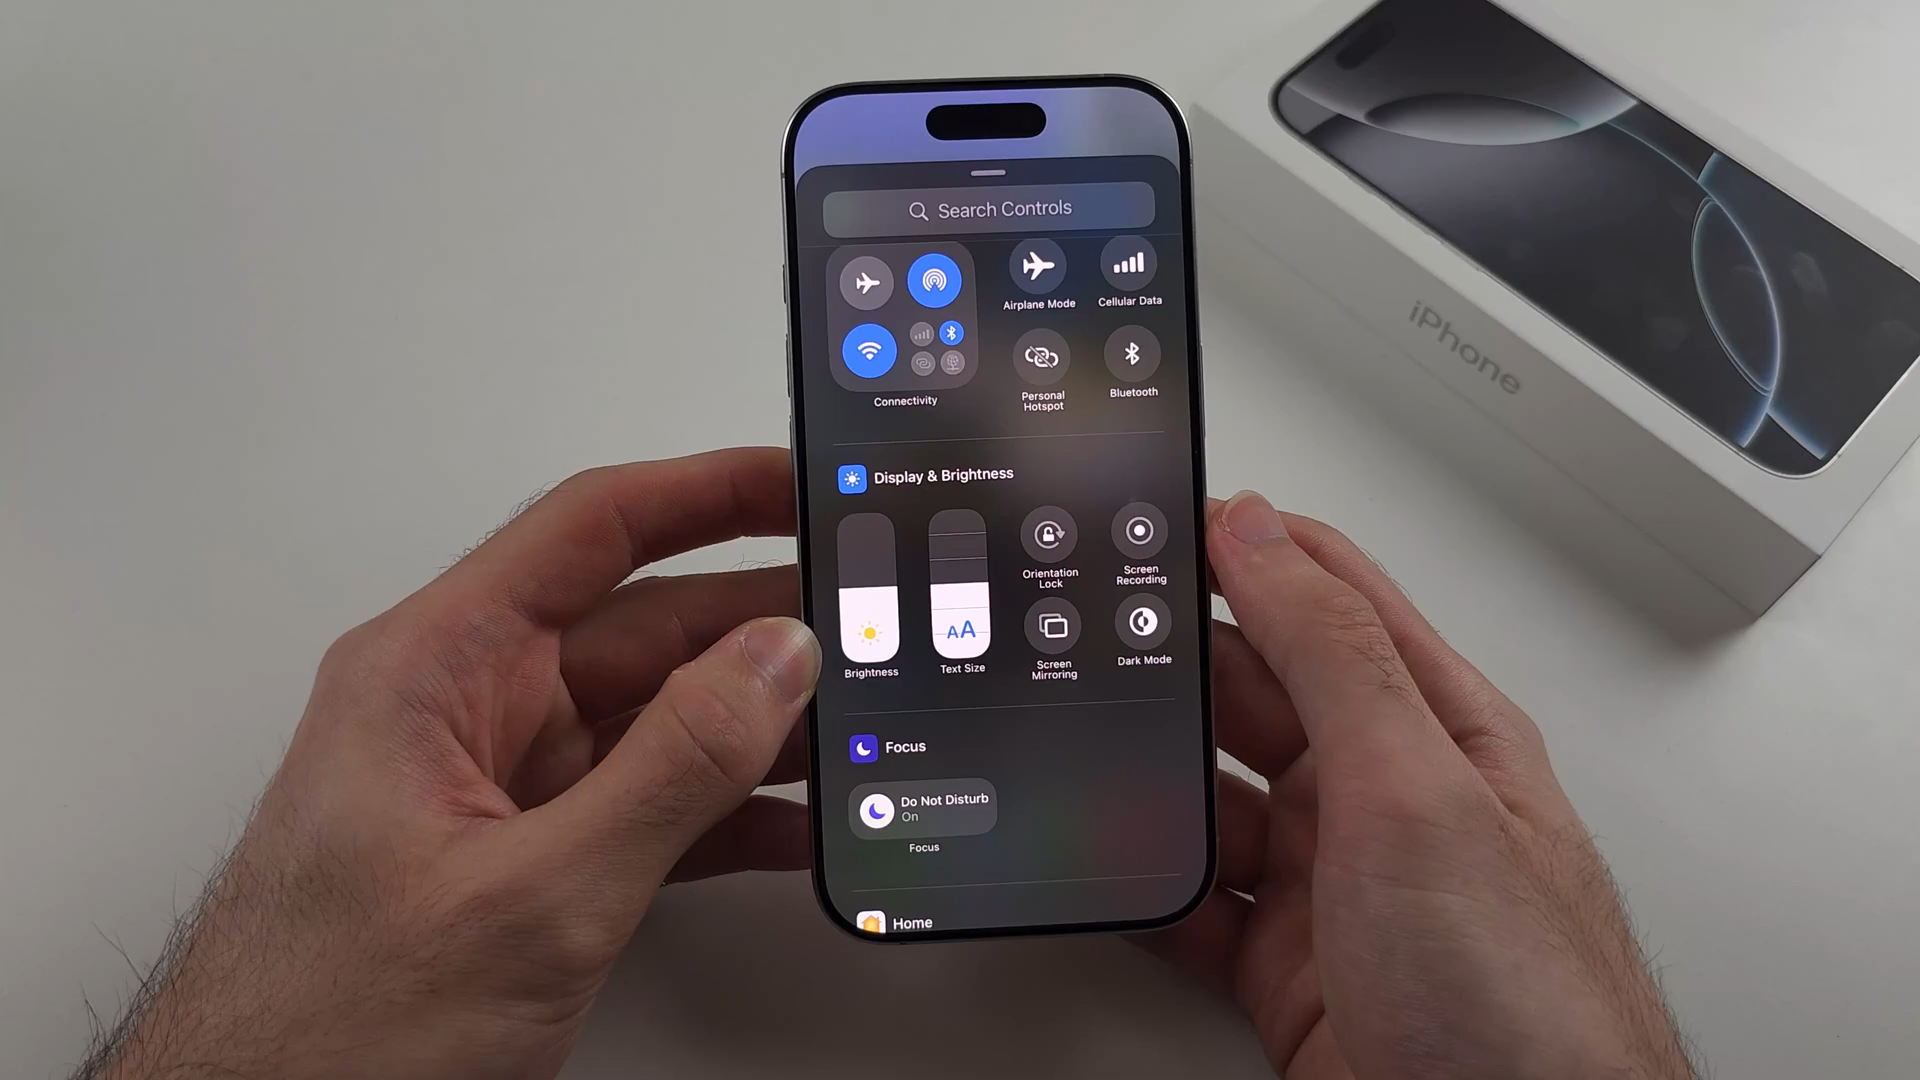 Search Controls
Airplane Mode
Cellular Data
Connectivity
Personal
Hotspot
Bluetooth
Display & Brightness
Brightness
AA
Text Size
Orientation
Lock
Screen
Recording
Screen
Mirroring
Dark Mode
Focus
Do Not Disturb
On
Focus
Home
iPhone